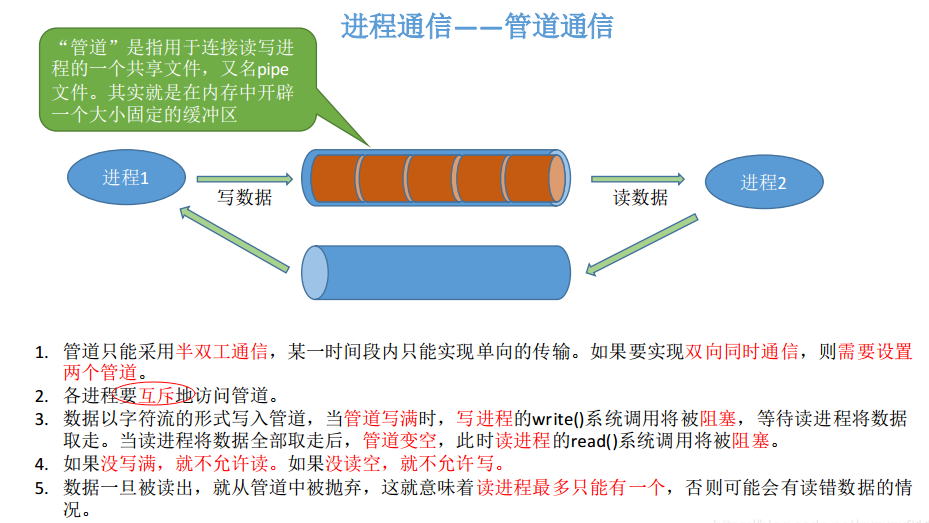 进程通信——管道通信
“管道”是指用于连接读写进
程的一个共享文件，又名pipe
文件。其实就是在内存中开辟
一个大小固定的缓冲区
进程1
写数据
读数据
进程2
1. 管道只能采用半双工通信，某一时间段内只能实现单向的传输。如果要实现双向同时通信，则需要设置
两个管道。
2. 各进程要互斥地访问管道。
3. 数据以字符流的形式写入管道，当管道写满时，写进程的write()系统调用将被阻塞，等待读进程将数据
取走。当读进程将数据全部取走后，管道变空，此时读进程的read()系统调用将被阻塞。
4. 如果没写满，就不允许读。如果没读空，就不允许写。
5. 数据一旦被读出，就从管道中被抛弃，这就意味着读进程最多只能有一个，否则可能会有读错数据的情
况。